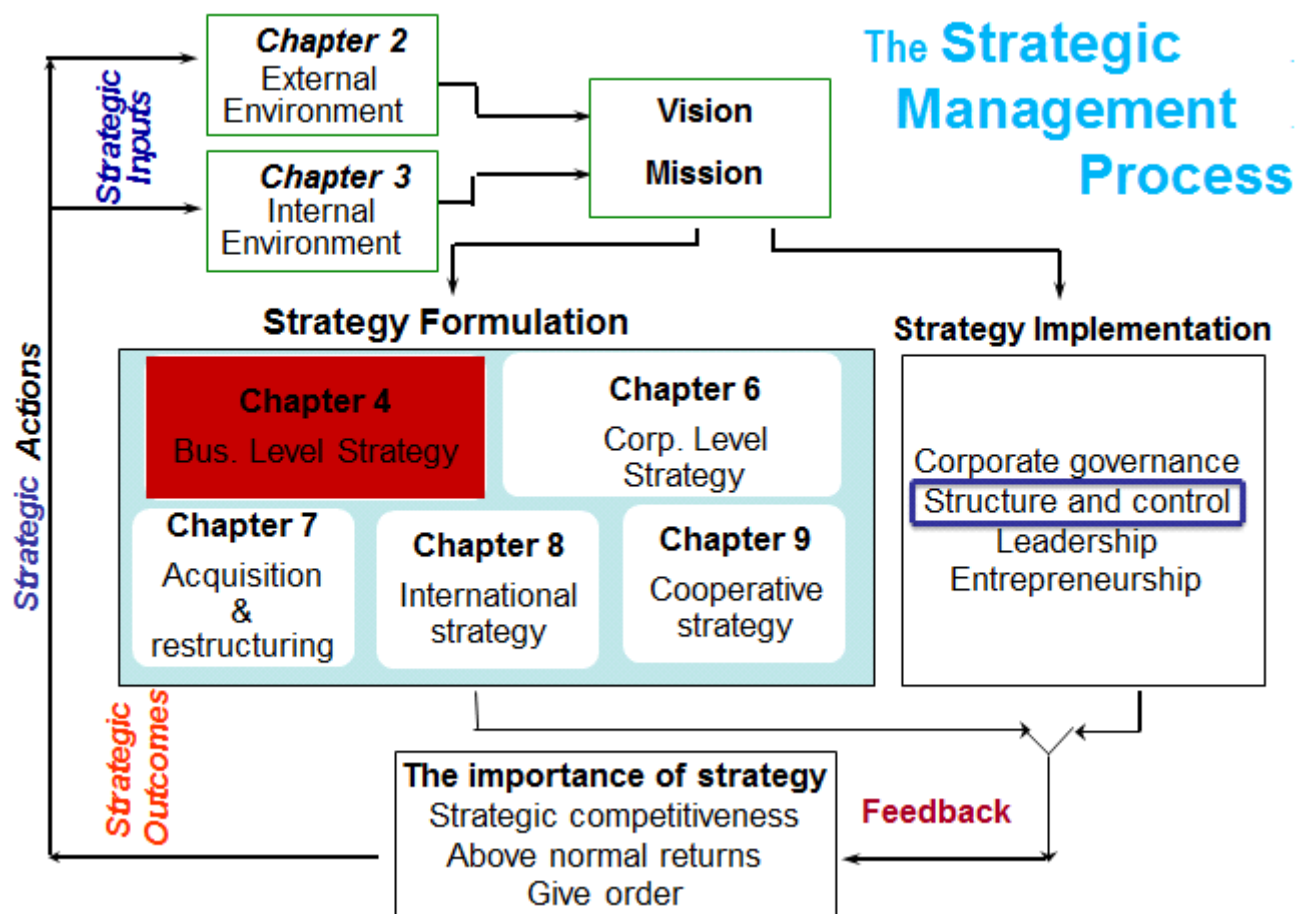 The Strategic
Management
Process
Strategic
Inputs
Chapter 2
External
Environment
Chapter 3
Internal
Environment
Vision
Mission
Strategy Formulation
Strategy Implementation
Strategic Actions
Chapter 4
Bus. Level Strategy
Chapter 6
Corp. Level
Strategy
Chapter 7
Acquisition
&
restructuring
Chapter 8
International
strategy
Chapter 9
Cooperative
strategy
Corporate governance
Structure and control
Leadership
Entrepreneurship
Strategic
Outcomes
The importance of strategy
Strategic competitiveness
Above normal returns
Give order
Feedback